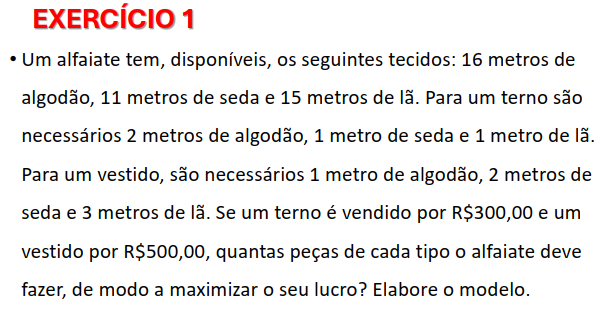 EXERCÍCIO 1
• Um alfaiate tem, disponíveis, os seguintes tecidos: 16 metros de
algodão, 11 metros de seda e 15 metros de lã. Para um terno são
necessários 2 metros de algodão, 1 metro de seda e 1 metro de lã.
Para um vestido, são necessários 1 metro de algodão, 2 metros de
seda e 3 metros de lã. Se um terno é vendido por R$300,00 e um
vestido por R$500,00, quantas peças de cada tipo o alfaiate deve
fazer, de modo a maximizar o seu lucro? Elabore o modelo.